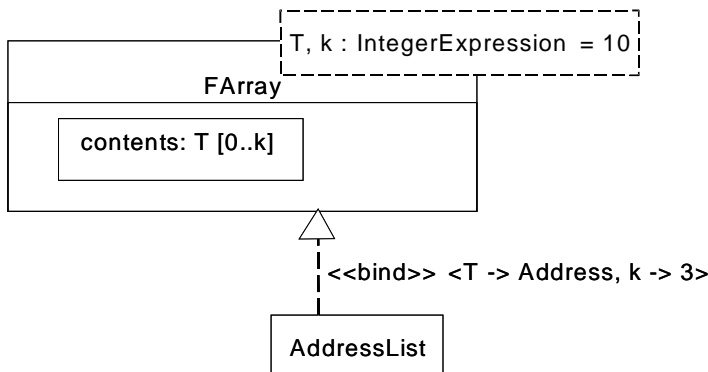 T, k : IntegerExpression = 10
FArray
contents: T [0..k]
<<bind>> <T -> Address, k -> 3>
AddressList